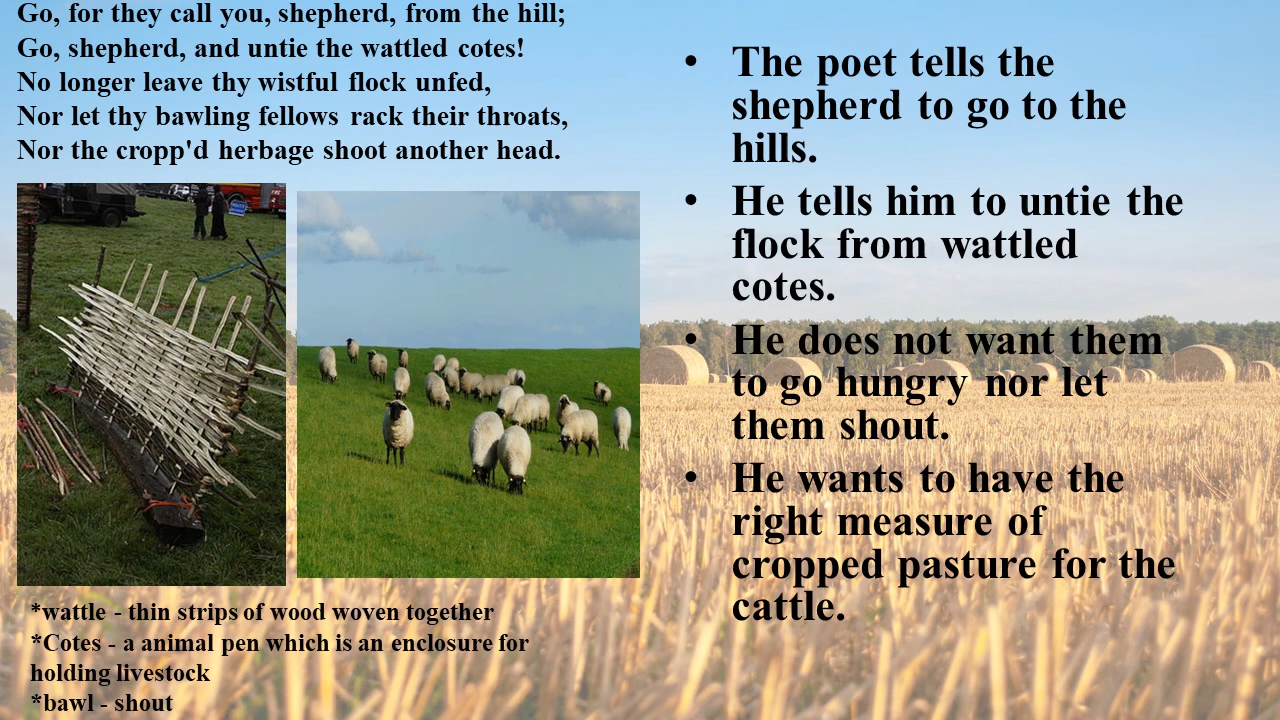 Go, for they call you, shepherd, from the hill;
Go, shepherd, and untie the wattled cotes!
No longer leave thy wistful flock unfed,
Nor let thy bawling fellows rack their throats,
Nor the cropp'd herbage shoot another head.
*wattle - thin strips of wood woven together
*Cotes - a animal pen which is an enclosure for
holding livestock
*bawl - shout
• The poet tells the
shepherd to go to the
hills.
• He tells him to untie the
flock from wattled
cotes.
• He does not want them
to go hungry nor let
them shout.
• He wants to have the
right measure of
cropped pasture for the
cattle.